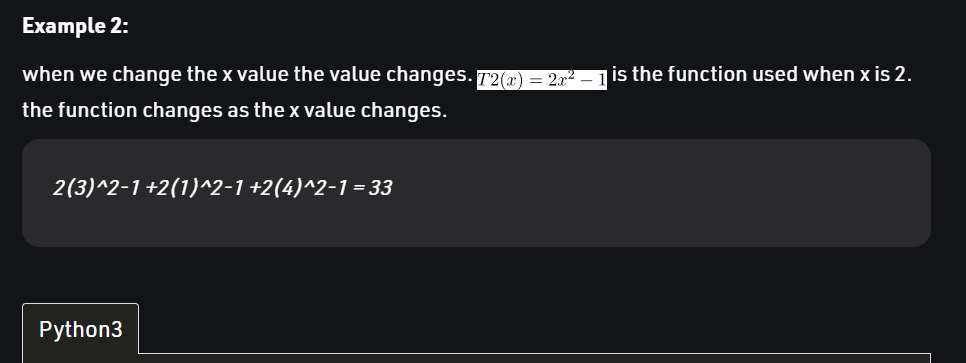 Example 2:
when we change the x value the value changes. T2(x) = 2x² − 1 is the function used when x is 2.
the function changes as the x value changes.
2(3)^2-1 +2(1)^2-1 +2(4)^2-1 = 33
Python3